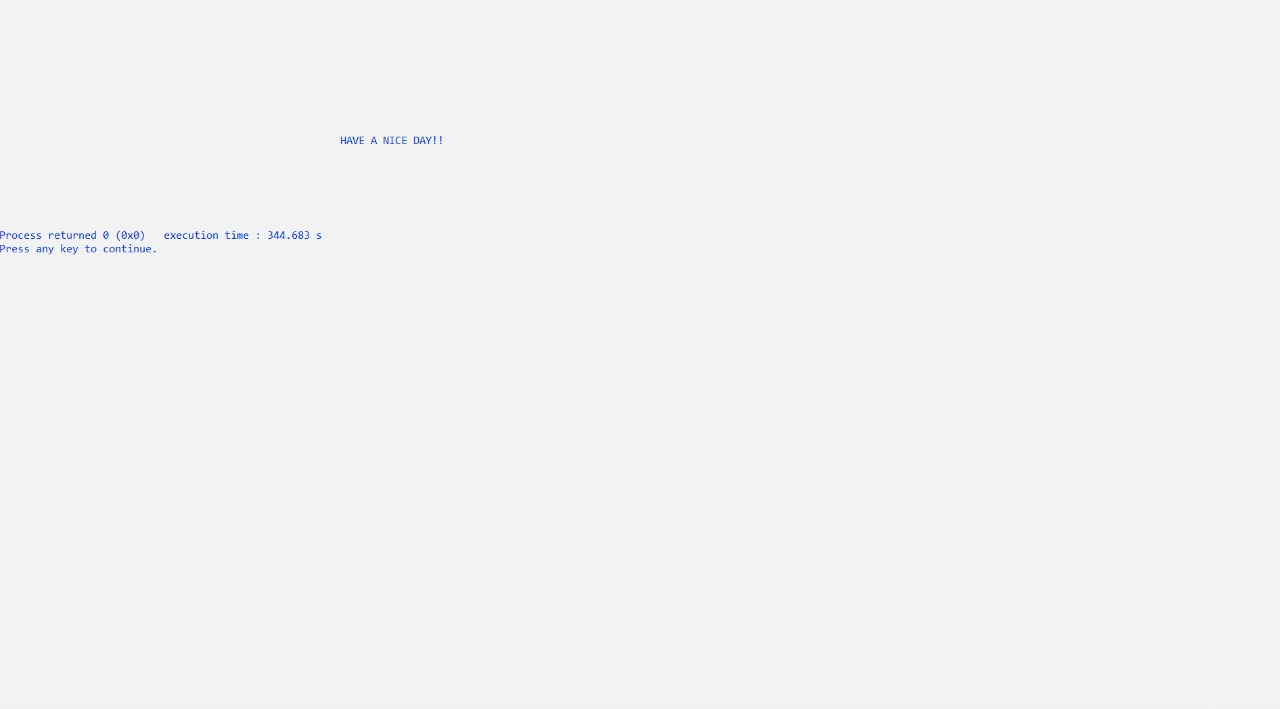 HAVE A NICE DAY!!
Process returned 0 (0x0)   execution time : 344.683 s
Press any key to continue.